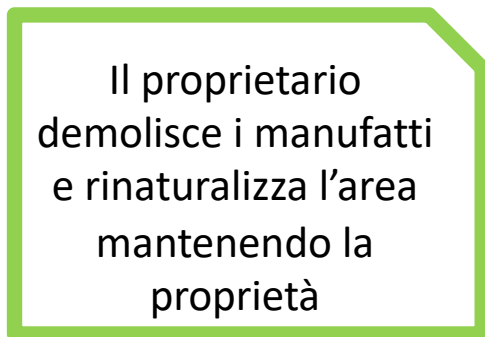 Il proprietario
demolisce i manufatti
e rinaturalizza l’area
mantenendo la
proprietà